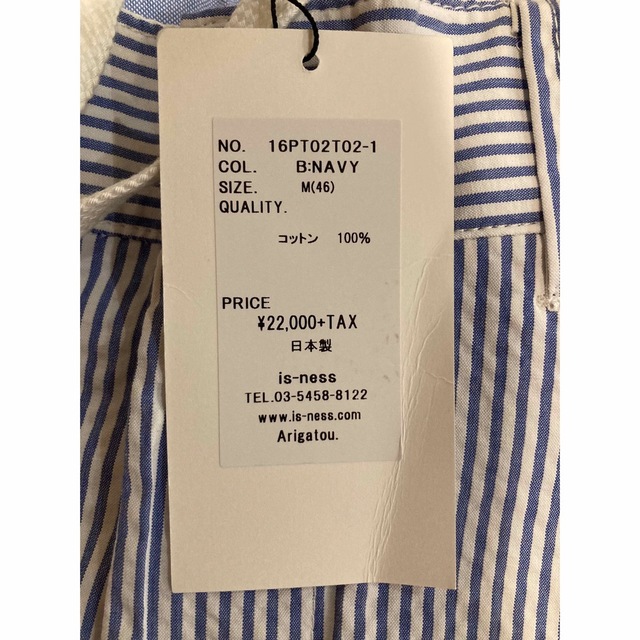 NO. 16PT02T02-1
COL. B:NAVY
SIZE. M(46)
QUALITY.
コットン 100%
PRICE
¥22,000+TAX
日本製
is-ness
TEL.03-5458-8122
www.is-ness.com
Arigatou.